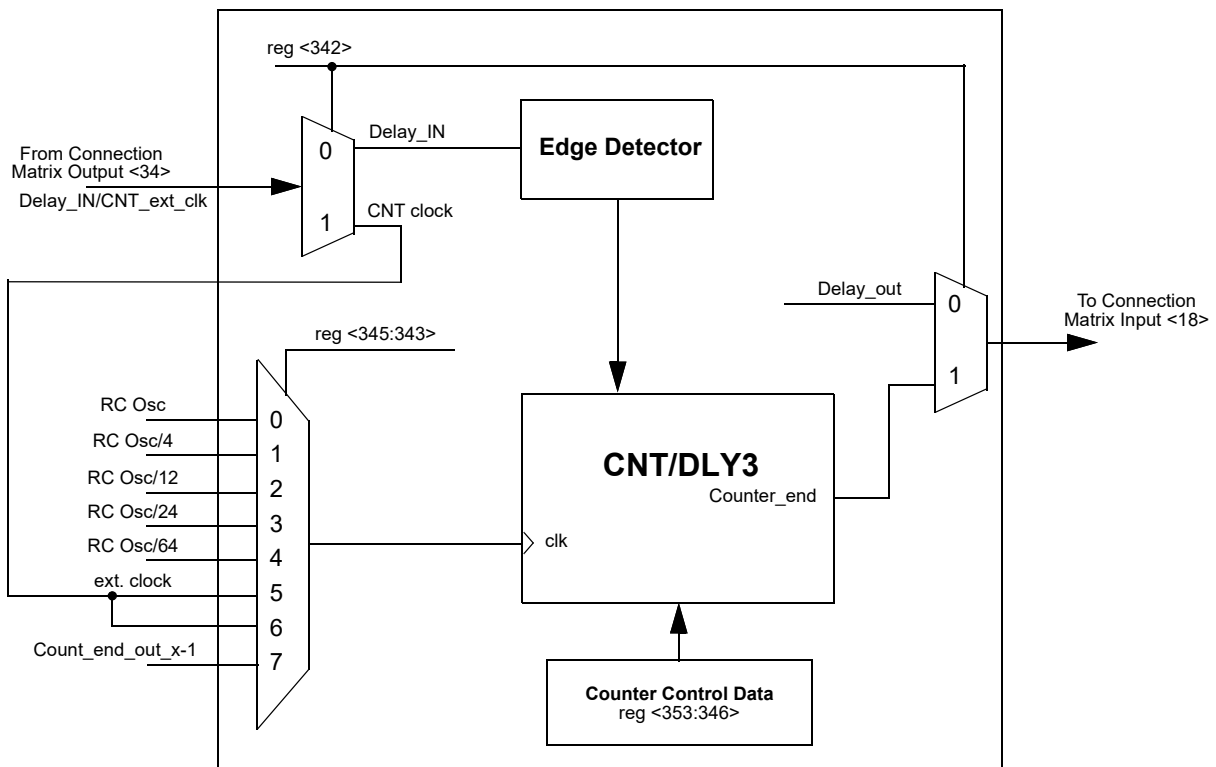 reg <342>
From Connection
Matrix Output <34>
Delay_IN/CNT_ext_clk
0
1
Delay_IN
CNT clock
Edge Detector
Delay_out
0
1
To Connection
Matrix Input <18>
reg <345:343>
RC Osc
RC Osc/4
RC Osc/12
RC Osc/24
RC Osc/64
ext. clock
Count_end_out_x-1
0
1
2
3
4
5
6
7
CNT/DLY3
Counter_end
clk
Counter Control Data
reg <353:346>